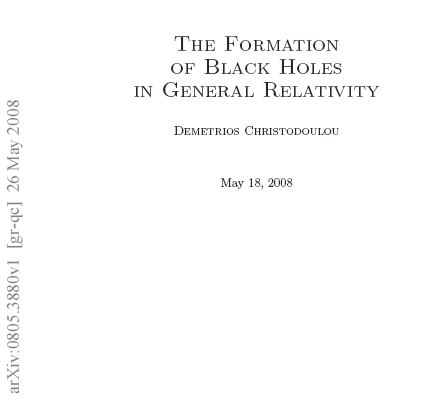 THE FORMATION
OF BLACK HOLES
IN GENERAL RELATIVITY
DEMETRIOS CHRISTODOULOU
May 18, 2008
arXiv:0805.3880v1 [gr-qc] 26 May 2008